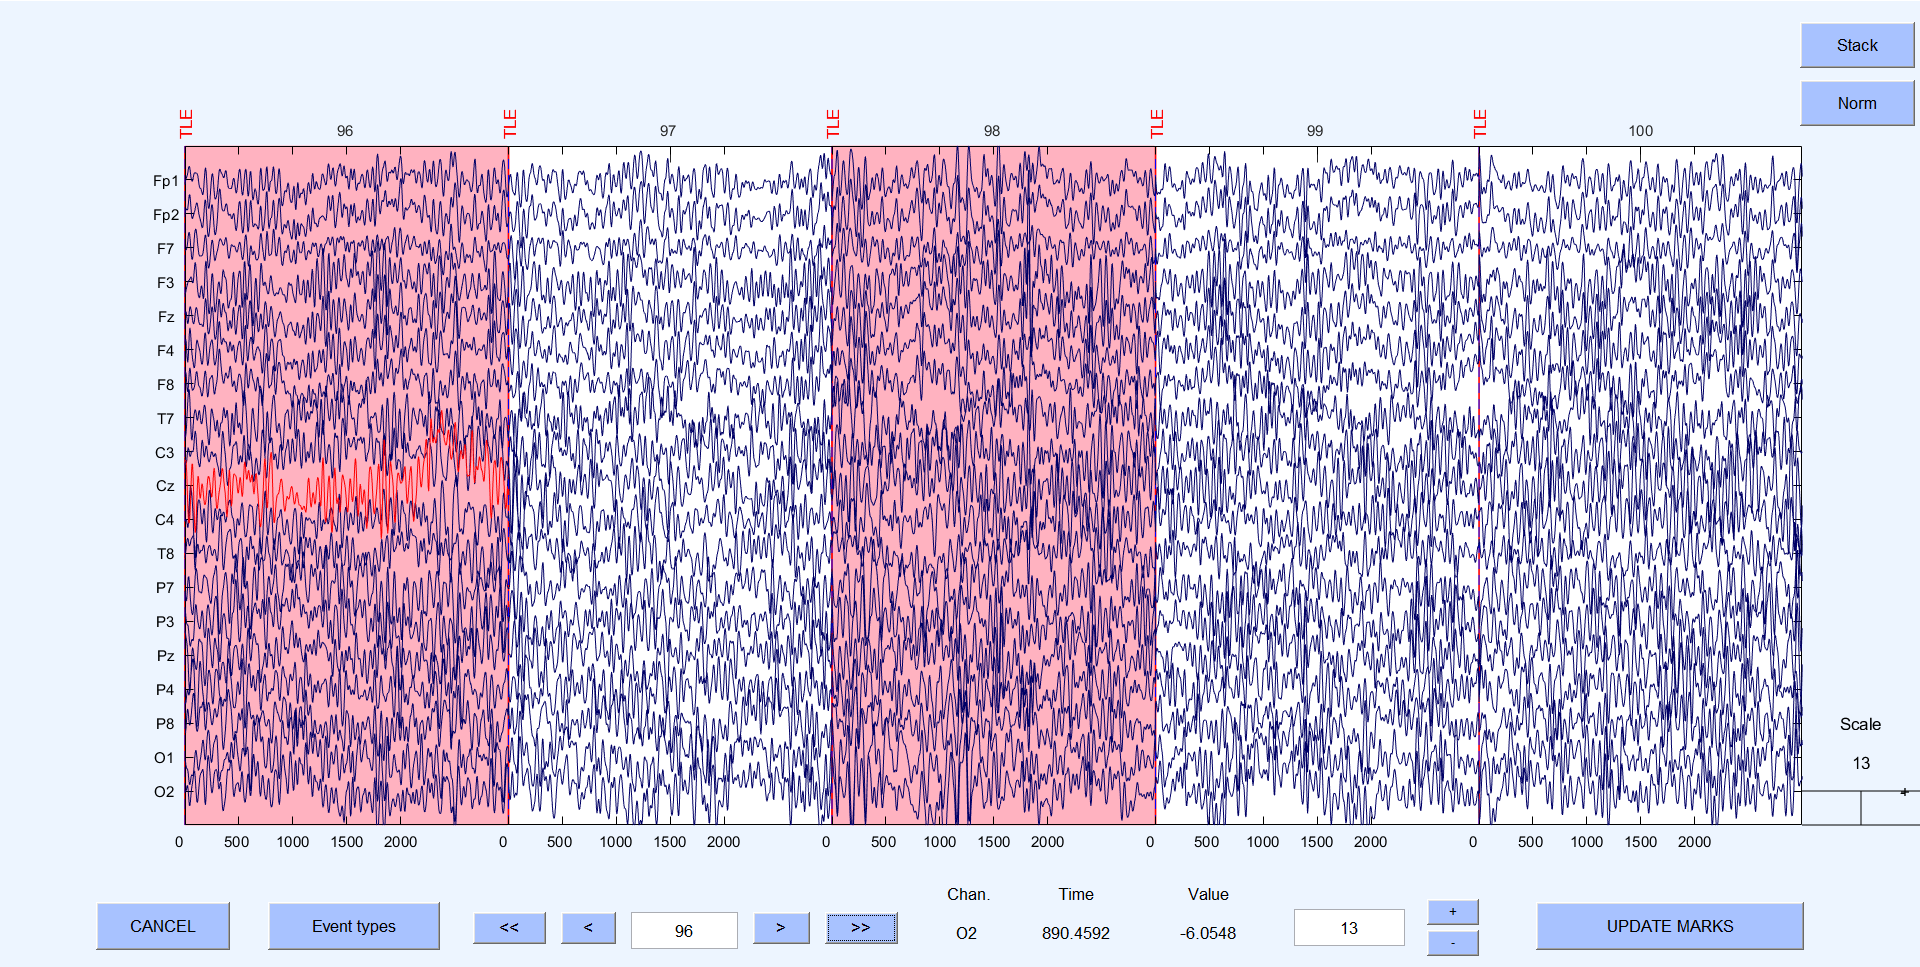 Stack
Norm
TLE TLE TLE TLE TLE
96 97 98 99 100
Fp1
Fp2
F7
F3
Fz
F4
F8
T7
C3
Cz
C4
T8
P7
P3
Pz
P4
P8
O1
O2
Scale
13
+
0 500 1000 1500 2000 0 500 1000 1500 2000 0 500 1000 1500 2000 0 500 1000 1500 2000 0 500 1000 1500 2000
Chan. Time Value
CANCEL Event types << < 96 > >> O2 890.4592 -6.0548 13 + - UPDATE MARKS